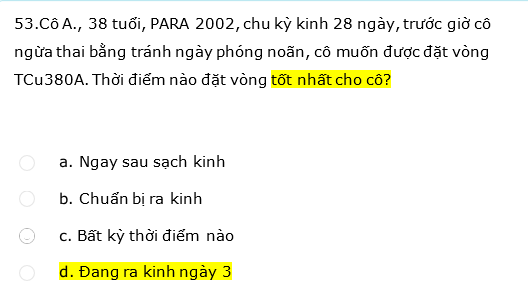 53.Cô A., 38 tuổi, PARA 2002, chu kỳ kinh 28 ngày, trước giờ cô
ngừa thai bằng tránh ngày phóng noãn, cô muốn được đặt vòng
TCu380A. Thời điểm nào đặt vòng tốt nhất cho cô?
a. Ngay sau sạch kinh
b. Chuẩn bị ra kinh
c. Bất kỳ thời điểm nào
d. Đang ra kinh ngày 3